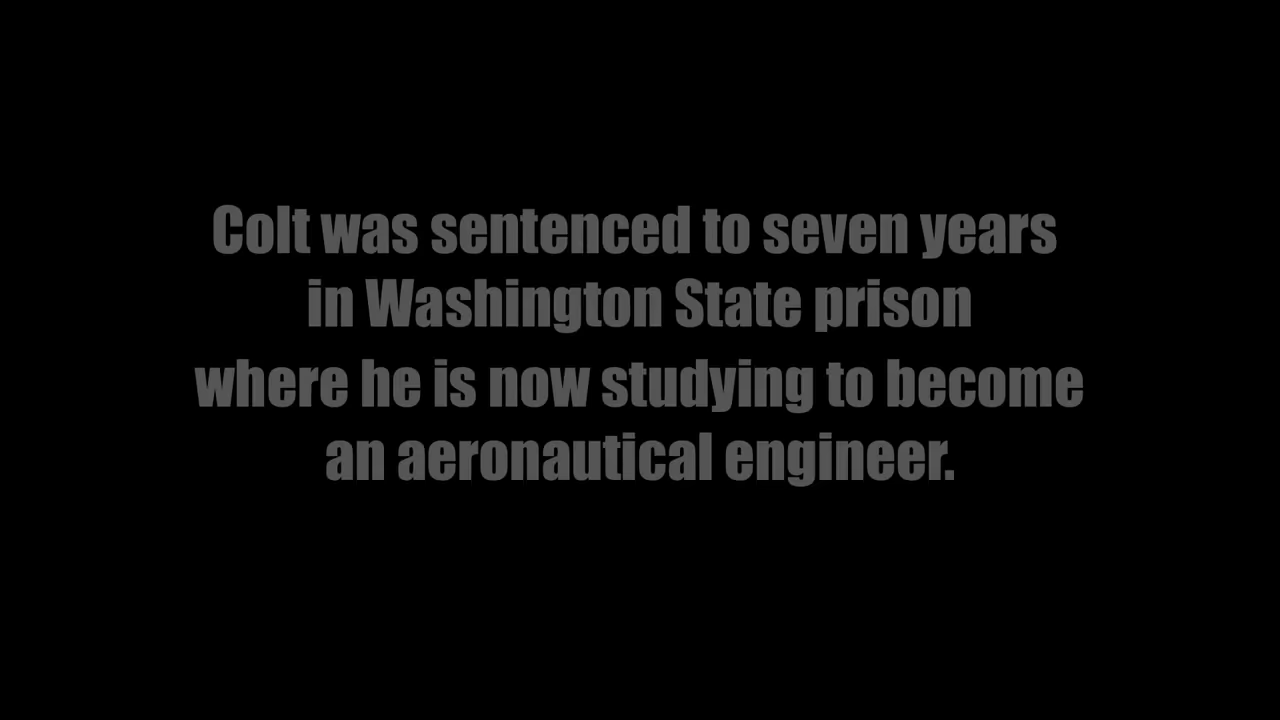 Colt was sentenced to seven years
in Washington State prison
where he is now studying to become
an aeronautical engineer.